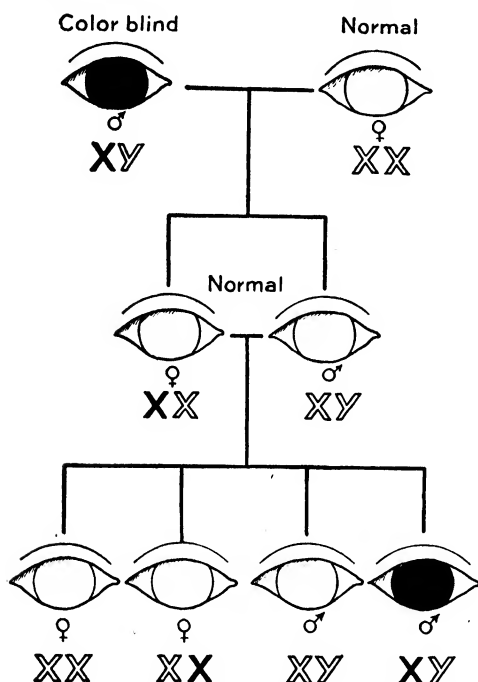 Color blind Normal
♂ ♀
XY XX
Normal
♀ ♂
XX XY
♀ ♀ ♂ ♂
XX XX XY XY